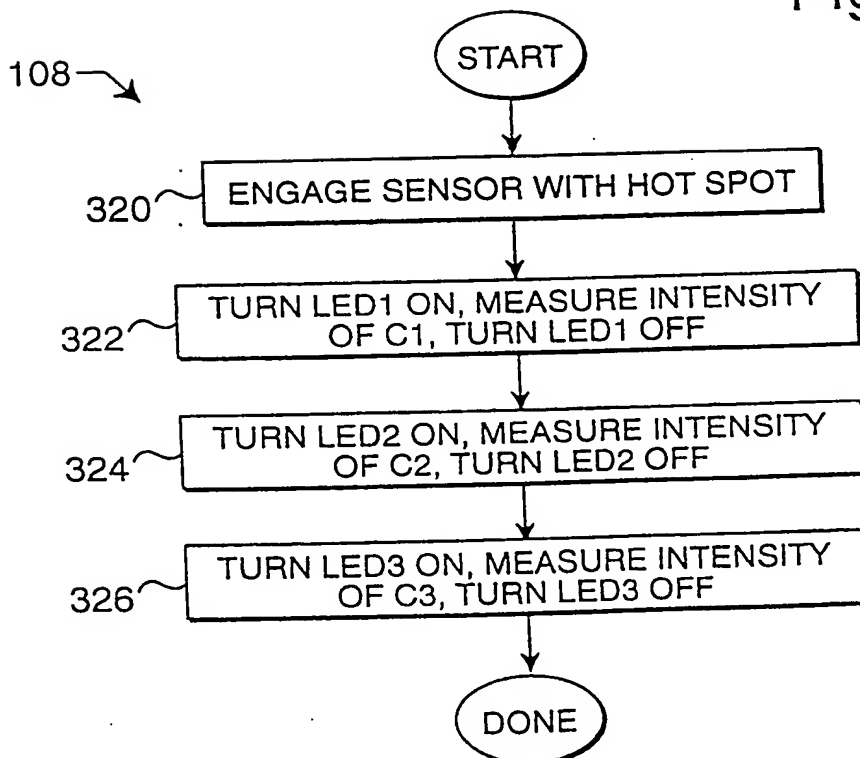 START
108
320
ENGAGE SENSOR WITH HOT SPOT
322
TURN LED1 ON, MEASURE INTENSITY
OF C1, TURN LED1 OFF
324
TURN LED2 ON, MEASURE INTENSITY
OF C2, TURN LED2 OFF
326
TURN LED3 ON, MEASURE INTENSITY
OF C3, TURN LED3 OFF
DONE